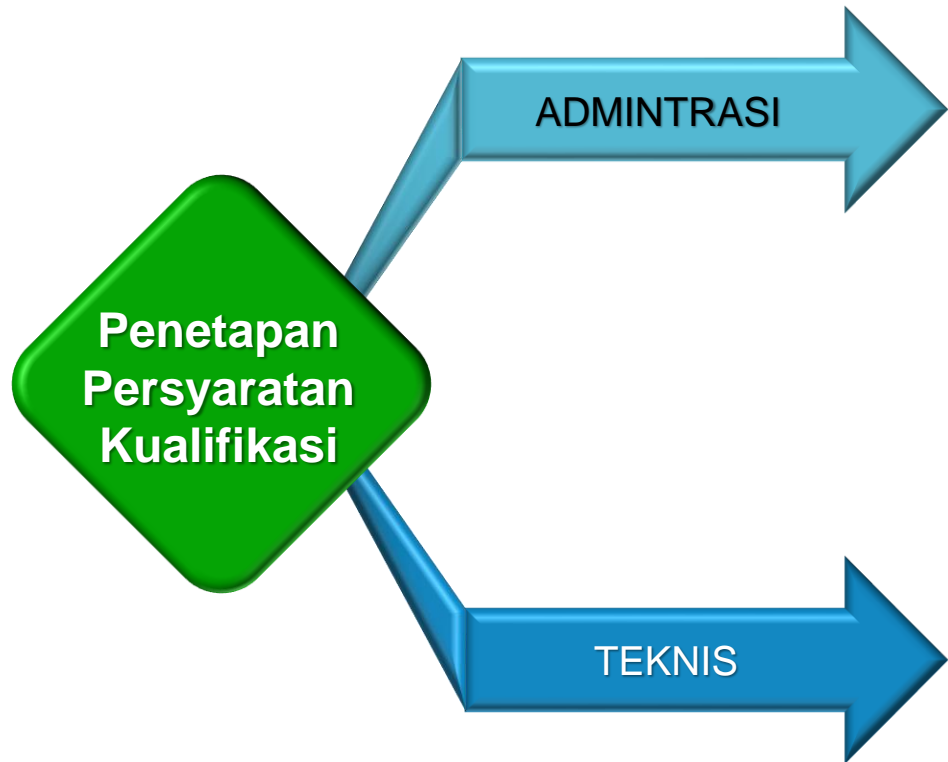 ADMINTRASI
Penetapan
Persyaratan
Kualifikasi
TEKNIS